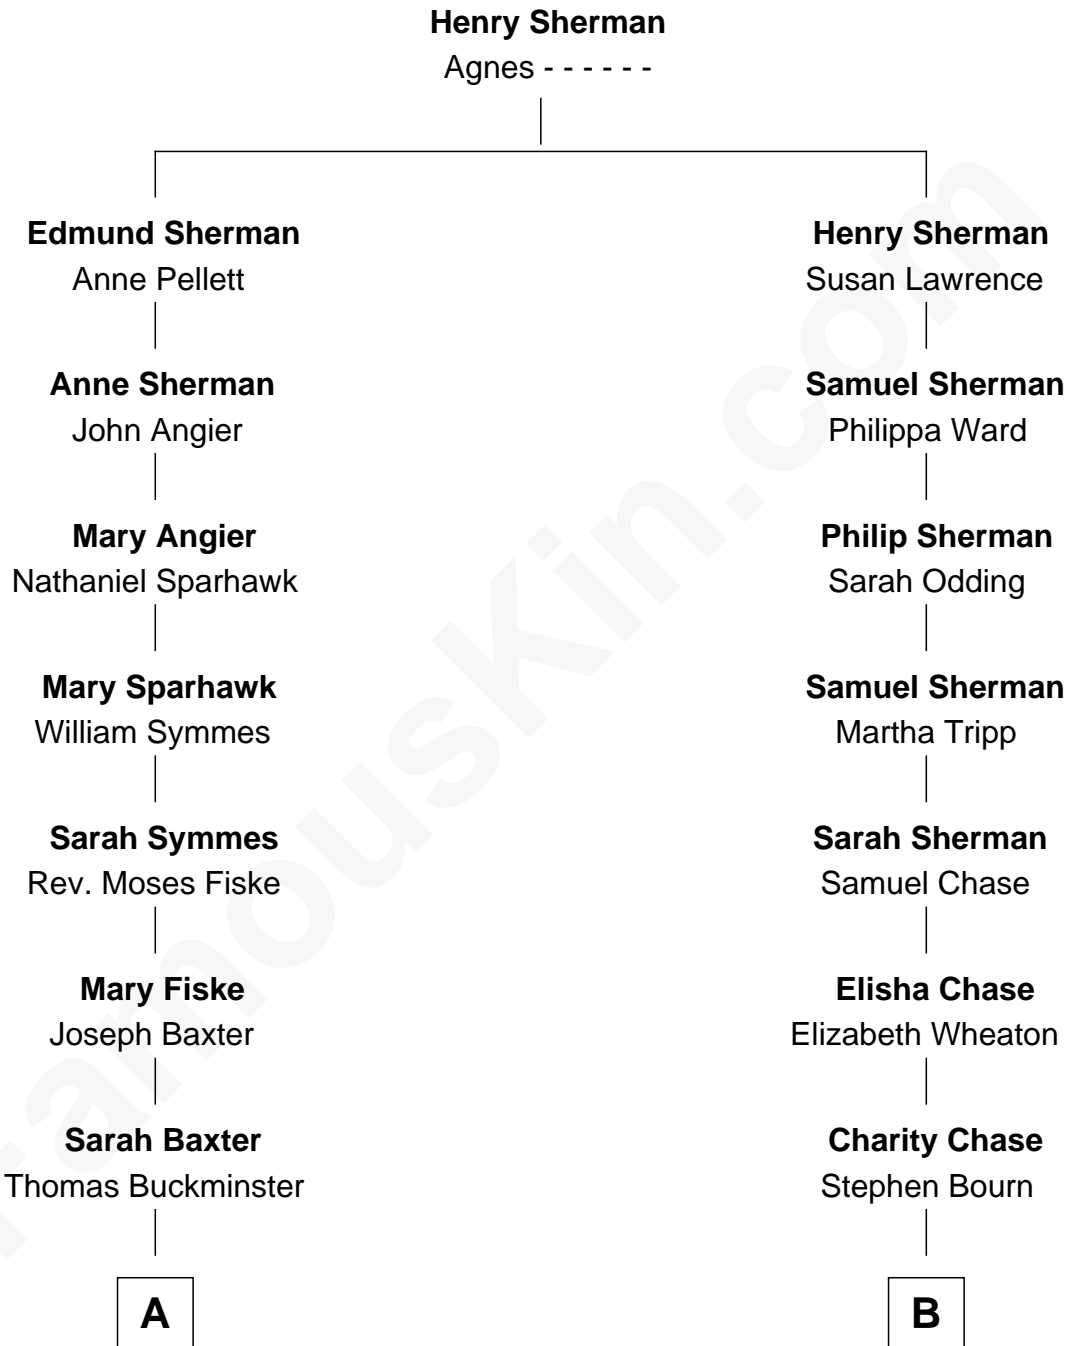 Henry Sherman
Agnes - - - - - -
Edmund Sherman
Anne Pellett
Henry Sherman
Susan Lawrence
Anne Sherman
John Angier
Samuel Sherman
Philippa Ward
Mary Angier
Nathaniel Sparhawk
Philip Sherman
Sarah Odding
Mary Sparhawk
William Symmes
Samuel Sherman
Martha Tripp
Sarah Symmes
Rev. Moses Fiske
Sarah Sherman
Samuel Chase
Mary Fiske
Joseph Baxter
Elisha Chase
Elizabeth Wheaton
Sarah Baxter
Thomas Buckminster
Charity Chase
Stephen Bourn
A
B
FamousKin.com